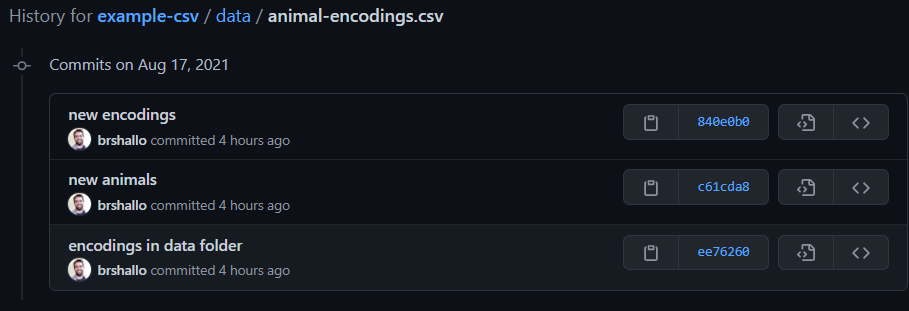 History for example-csv / data / animal-encodings.csv
Commits on Aug 17, 2021
new encodings
840e0b0
brshallo committed 4 hours ago
new animals
c61cda8
brshallo committed 4 hours ago
encodings in data folder
ee76260
brshallo committed 4 hours ago